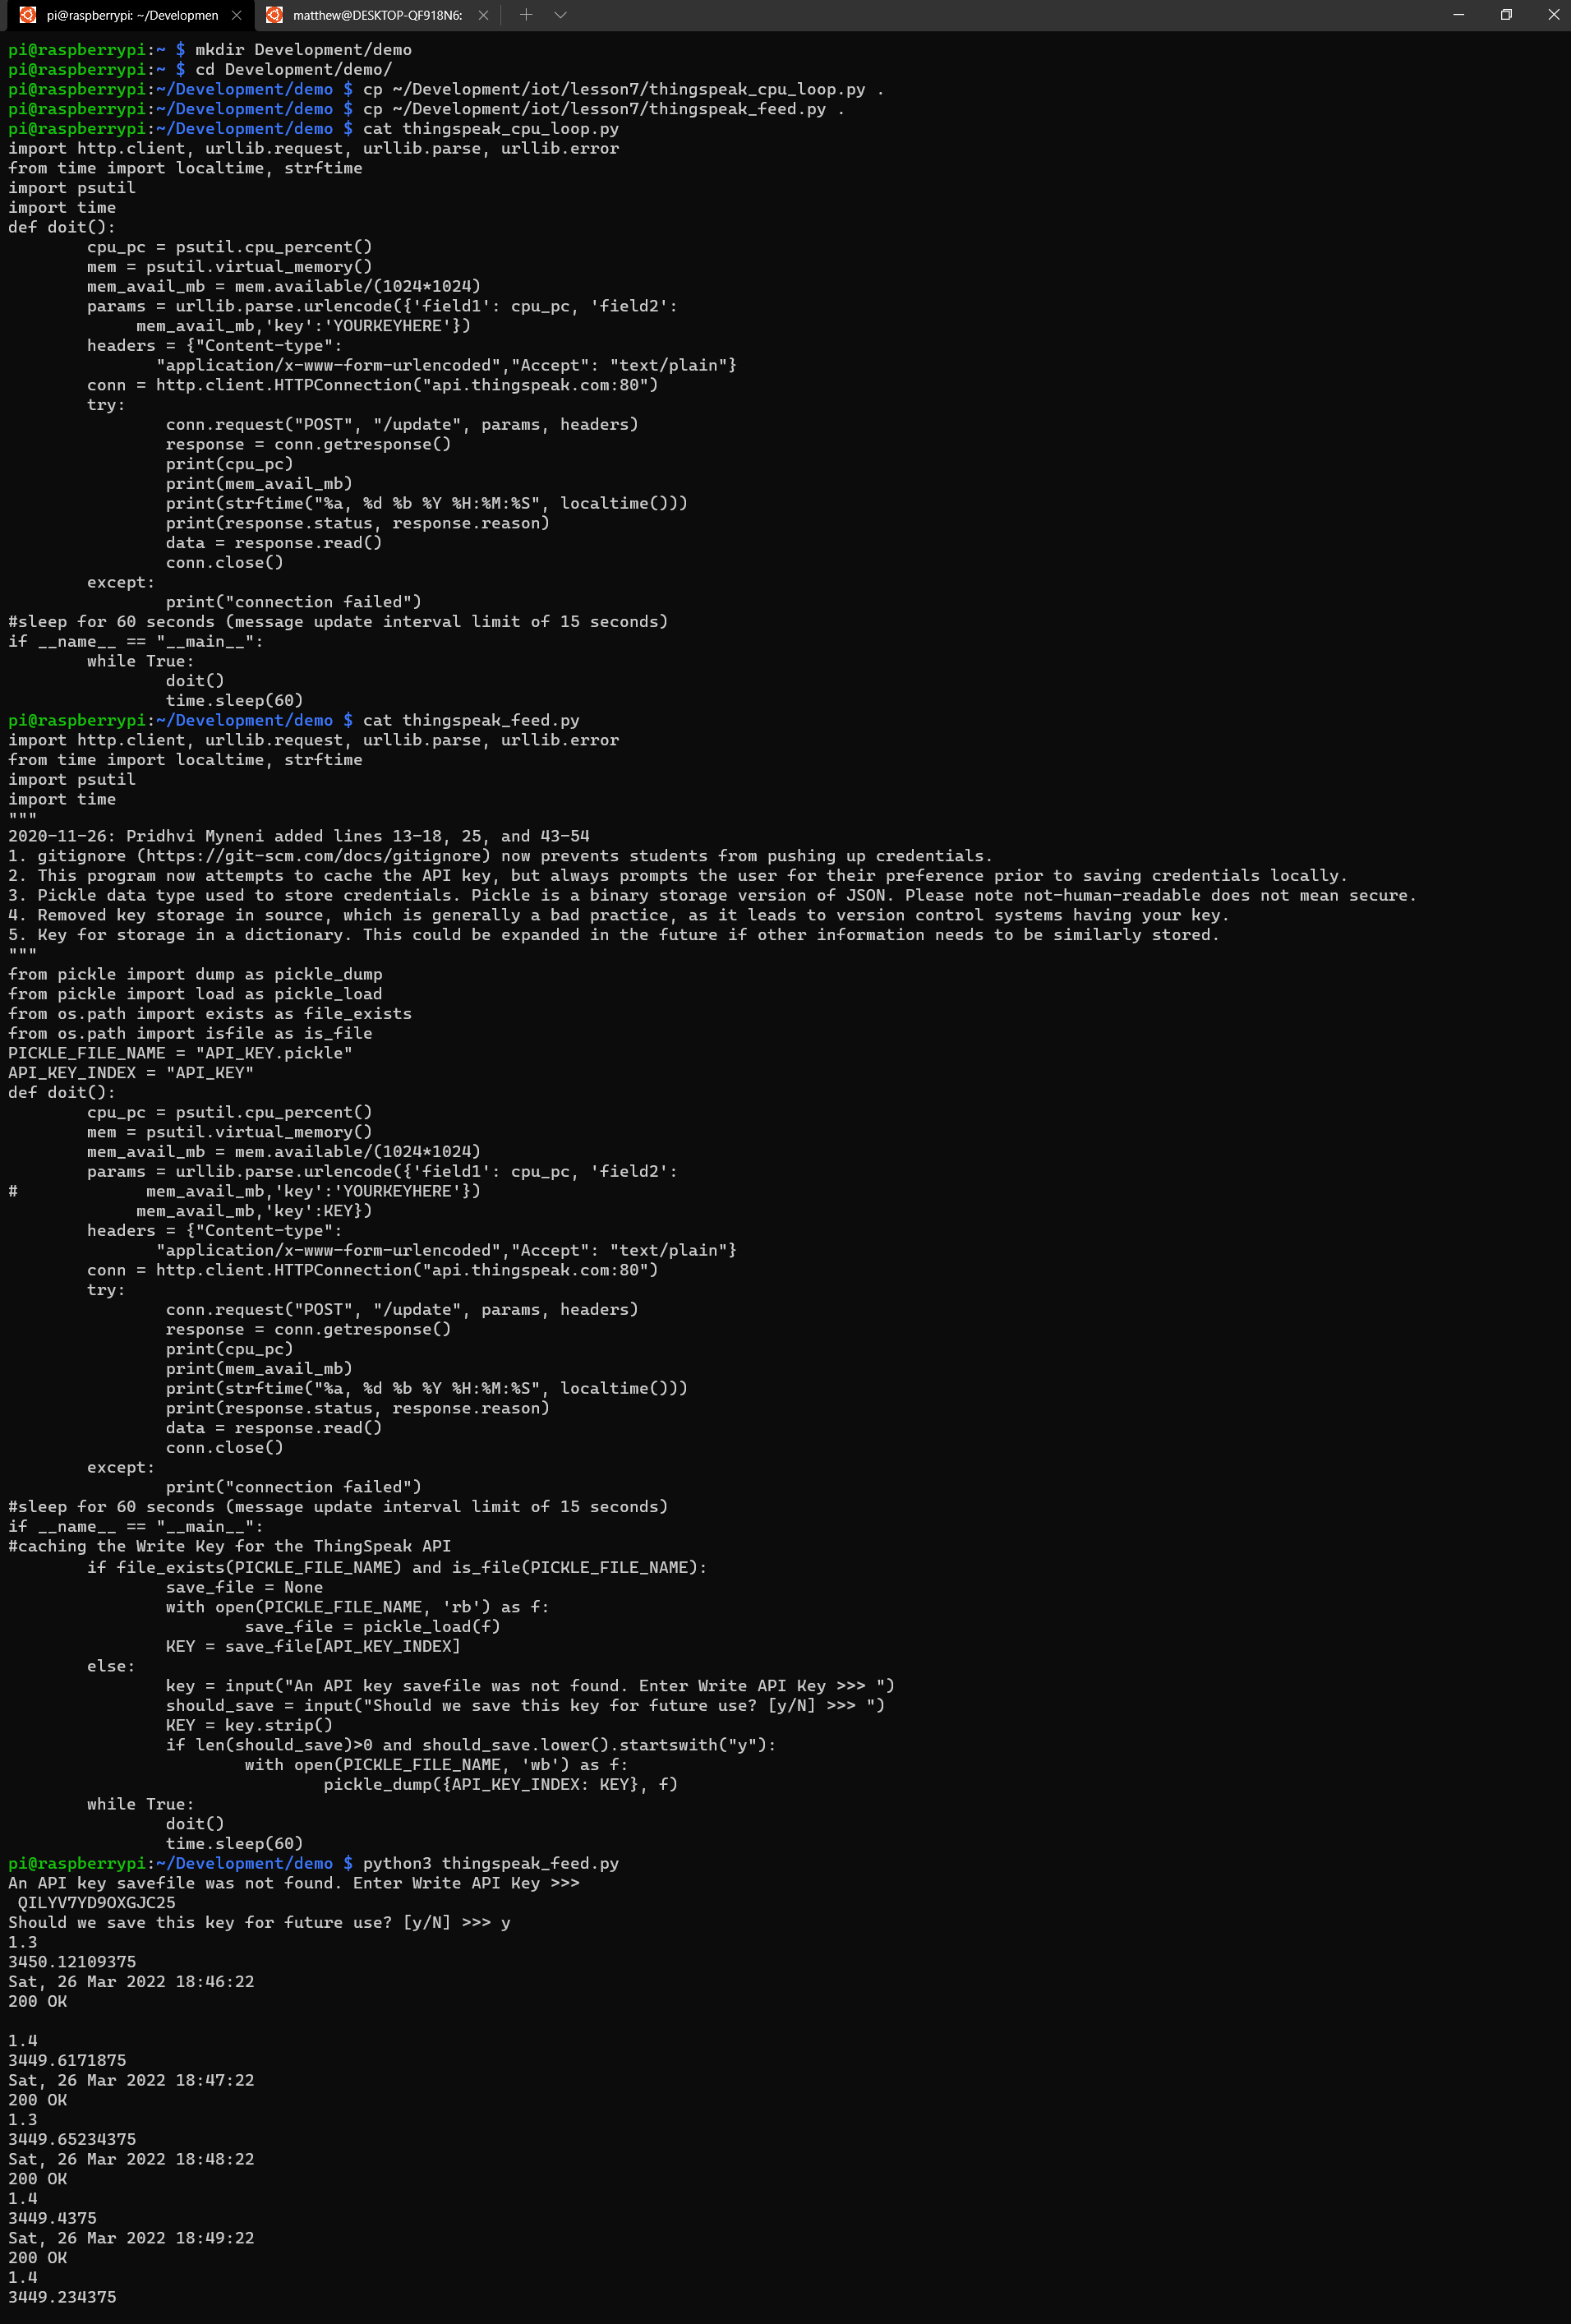 pi@raspberrypi: ~/Developmen
matthew@DESKTOP-QF918N6:
pi@raspberrypi:~ $ mkdir Development/demo
pi@raspberrypi:~ $ cd Development/demo/
pi@raspberrypi:~/Development/demo $ cp ~/Development/iot/lesson7/thingspeak_cpu_loop.py .
pi@raspberrypi:~/Development/demo $ cp ~/Development/iot/lesson7/thingspeak_feed.py .
pi@raspberrypi:~/Development/demo $ cat thingspeak_cpu_loop.py
import http.client, urllib.request, urllib.parse, urllib.error
from time import localtime, strftime
import psutil
import time
def doit():
        cpu_pc = psutil.cpu_percent()
        mem = psutil.virtual_memory()
        mem_avail_mb = mem.available/(1024*1024)
        params = urllib.parse.urlencode({'field1': cpu_pc, 'field2':
             mem_avail_mb,'key':'YOURKEYHERE'})
        headers = {"Content-type":
               "application/x-www-form-urlencoded","Accept": "text/plain"}
        conn = http.client.HTTPConnection("api.thingspeak.com:80")
        try:
                conn.request("POST", "/update", params, headers)
                response = conn.getresponse()
                print(cpu_pc)
                print(mem_avail_mb)
                print(strftime("%a, %d %b %Y %H:%M:%S", localtime()))
                print(response.status, response.reason)
                data = response.read()
                conn.close()
        except:
                print("connection failed")
#sleep for 60 seconds (message update interval limit of 15 seconds)
if __name__ == "__main__":
        while True:
                doit()
                time.sleep(60)
pi@raspberrypi:~/Development/demo $ cat thingspeak_feed.py
import http.client, urllib.request, urllib.parse, urllib.error
from time import localtime, strftime
import psutil
import time
"""
2020-11-26: Pridhvi Myneni added lines 13-18, 25, and 43-54
1. gitignore (https://git-scm.com/docs/gitignore) now prevents students from pushing up credentials.
2. This program now attempts to cache the API key, but always prompts the user for their preference prior to saving credentials locally.
3. Pickle data type used to store credentials. Pickle is a binary storage version of JSON. Please note not-human-readable does not mean secure.
4. Removed key storage in source, which is generally a bad practice, as it leads to version control systems having your key.
5. Key for storage in a dictionary. This could be expanded in the future if other information needs to be similarly stored.
"""
from pickle import dump as pickle_dump
from pickle import load as pickle_load
from os.path import exists as file_exists
from os.path import isfile as is_file
PICKLE_FILE_NAME = "API_KEY.pickle"
API_KEY_INDEX = "API_KEY"
def doit():
        cpu_pc = psutil.cpu_percent()
        mem = psutil.virtual_memory()
        mem_avail_mb = mem.available/(1024*1024)
        params = urllib.parse.urlencode({'field1': cpu_pc, 'field2':
#             mem_avail_mb,'key':'YOURKEYHERE'})
             mem_avail_mb,'key':KEY})
        headers = {"Content-type":
               "application/x-www-form-urlencoded","Accept": "text/plain"}
        conn = http.client.HTTPConnection("api.thingspeak.com:80")
        try:
                conn.request("POST", "/update", params, headers)
                response = conn.getresponse()
                print(cpu_pc)
                print(mem_avail_mb)
                print(strftime("%a, %d %b %Y %H:%M:%S", localtime()))
                print(response.status, response.reason)
                data = response.read()
                conn.close()
        except:
                print("connection failed")
#sleep for 60 seconds (message update interval limit of 15 seconds)
if __name__ == "__main__":
#caching the Write Key for the ThingSpeak API
        if file_exists(PICKLE_FILE_NAME) and is_file(PICKLE_FILE_NAME):
                save_file = None
                with open(PICKLE_FILE_NAME, 'rb') as f:
                        save_file = pickle_load(f)
                KEY = save_file[API_KEY_INDEX]
        else:
                key = input("An API key savefile was not found. Enter Write API Key >>> ")
                should_save = input("Should we save this key for future use? [y/N] >>> ")
                KEY = key.strip()
                if len(should_save)>0 and should_save.lower().startswith("y"):
                        with open(PICKLE_FILE_NAME, 'wb') as f:
                                pickle_dump({API_KEY_INDEX: KEY}, f)
        while True:
                doit()
                time.sleep(60)
pi@raspberrypi:~/Development/demo $ python3 thingspeak_feed.py
An API key savefile was not found. Enter Write API Key >>>
 QILYV7YD9OXGJC25
Should we save this key for future use? [y/N] >>> y
1.3
3450.12109375
Sat, 26 Mar 2022 18:46:22
200 OK

1.4
3449.6171875
Sat, 26 Mar 2022 18:47:22
200 OK
1.3
3449.65234375
Sat, 26 Mar 2022 18:48:22
200 OK
1.4
3449.4375
Sat, 26 Mar 2022 18:49:22
200 OK
1.4
3449.234375